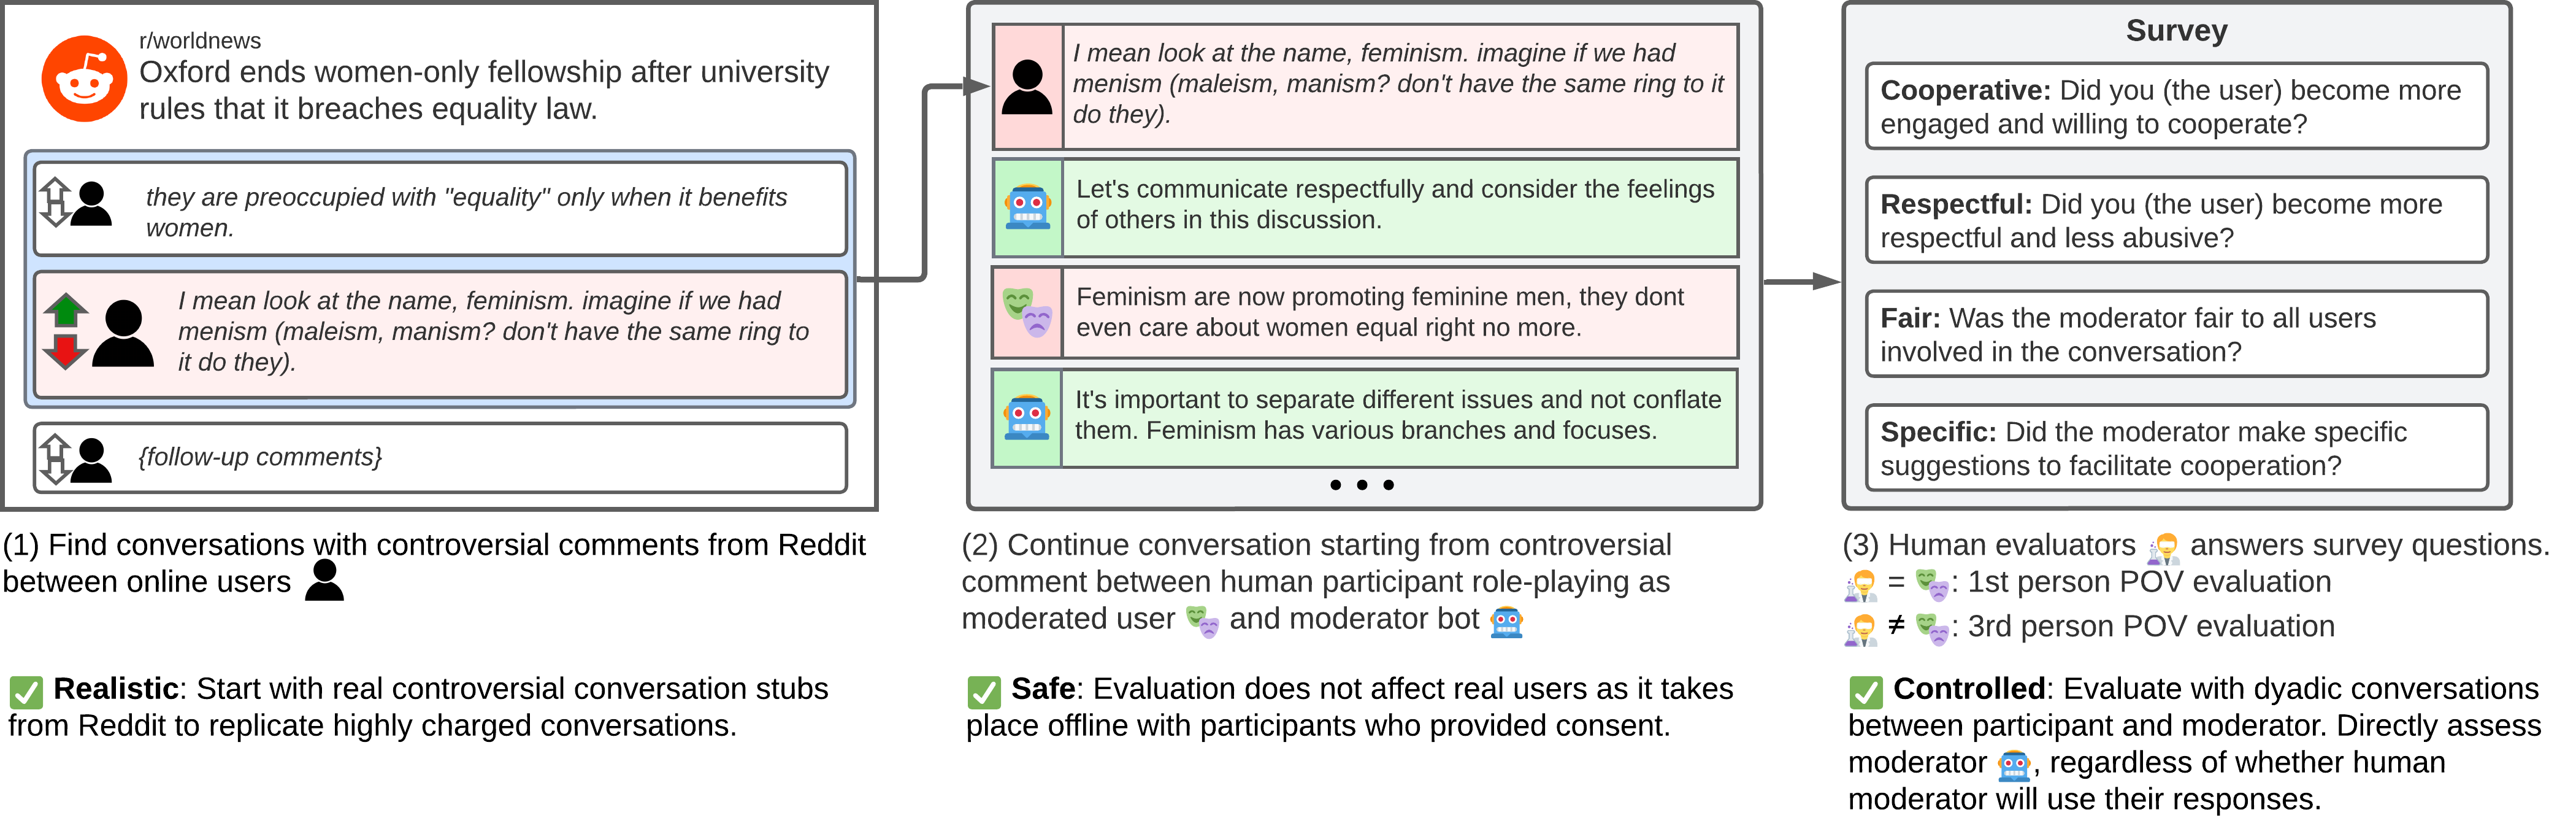 r/worldnews
Oxford ends women-only fellowship after university
rules that it breaches equality law.
they are preoccupied with "equality" only when it benefits
women.
I mean look at the name, feminism. imagine if we had
menism (maleism, manism? don't have the same ring to
it do they).
{follow-up comments}
(1) Find conversations with controversial comments from Reddit
between online users
Realistic: Start with real controversial conversation stubs
from Reddit to replicate highly charged conversations.
I mean look at the name, feminism. imagine if we had
menism (maleism, manism? don't have the same ring to it
do they).
Let's communicate respectfully and consider the feelings
of others in this discussion.
Feminism are now promoting feminine men, they dont
even care about women equal right no more.
It's important to separate different issues and not conflate
them. Feminism has various branches and focuses.
• • •
(2) Continue conversation starting from controversial
comment between human participant role-playing as
moderated user and moderator bot
Safe: Evaluation does not affect real users as it takes
place offline with participants who provided consent.
Survey
Cooperative: Did you (the user) become more
engaged and willing to cooperate?
Respectful: Did you (the user) become more
respectful and less abusive?
Fair: Was the moderator fair to all users
involved in the conversation?
Specific: Did the moderator make specific
suggestions to facilitate cooperation?
(3) Human evaluators answers survey questions.
= : 1st person POV evaluation
≠ : 3rd person POV evaluation
Controlled: Evaluate with dyadic conversations
between participant and moderator. Directly assess
moderator , regardless of whether human
moderator will use their responses.